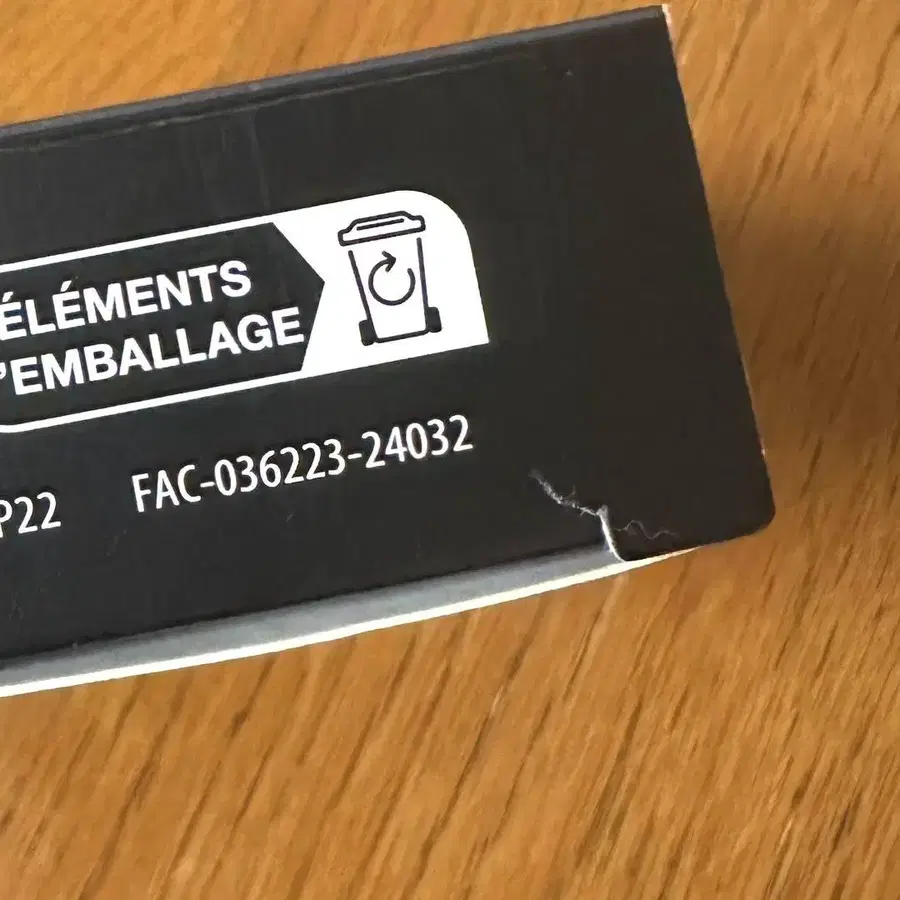 ÉLÉMENTS
'EMBALLAGE
P22 FAC-036223-24032